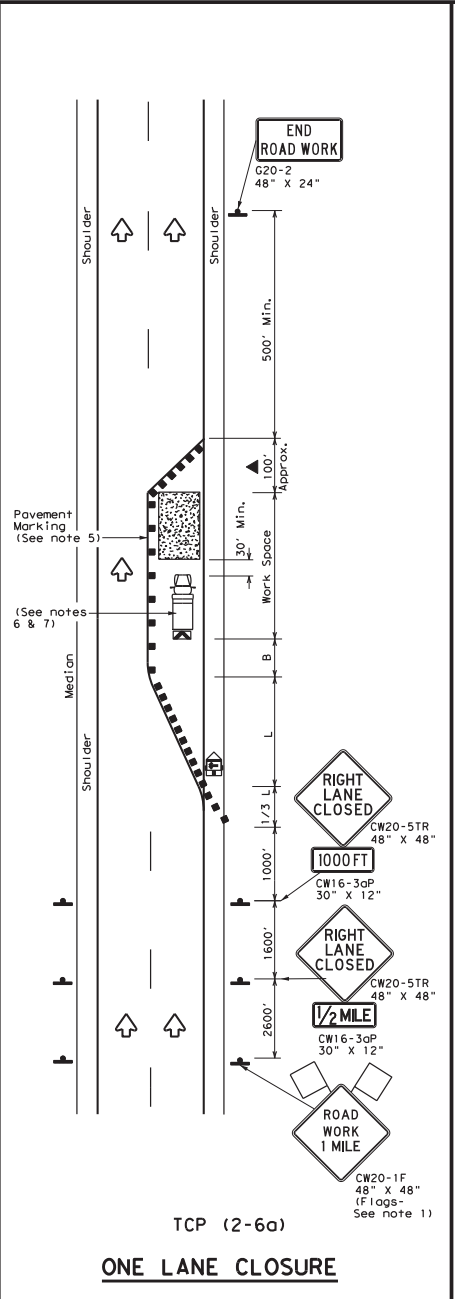 END
ROAD WORK
G20-2
48" X 24"
Shoulder
Shoulder
500' Min.
100'
Approx.
Pavement
Marking
(See note 5)
30' Min.
Work Space
(See notes
6 & 7)
B
Median
L
Shoulder
1/3 L
RIGHT
LANE
CLOSED
CW20-5TR
48" X 48"
1000 FT
CW16-3aP
30" X 12"
1000'
1600'
RIGHT
LANE
CLOSED
CW20-5TR
48" X 48"
1/2 MILE
CW16-3aP
30" X 12"
2600'
ROAD
WORK
1 MILE
CW20-1F
48" X 48"
(Flags-
See note 1)
TCP (2-6a)
ONE LANE CLOSURE